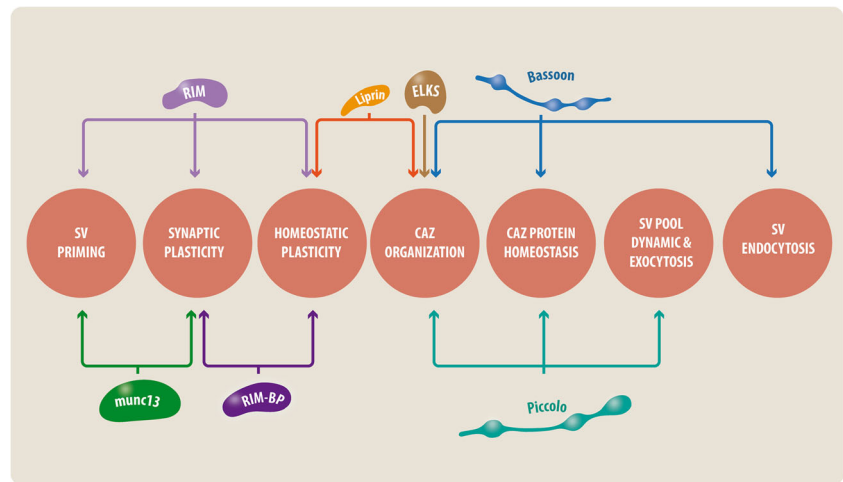 RIM
Liprin
ELKS
Bassoon
SV
PRIMING
SYNAPTIC
PLASTICITY
HOMEOSTATIC
PLASTICITY
CAZ
ORGANIZATION
CAZ PROTEIN
HOMEOSTASIS
SV POOL
DYNAMIC &
EXOCYTOSIS
SV
ENDOCYTOSIS
munc13
RIM-BP
Piccolo